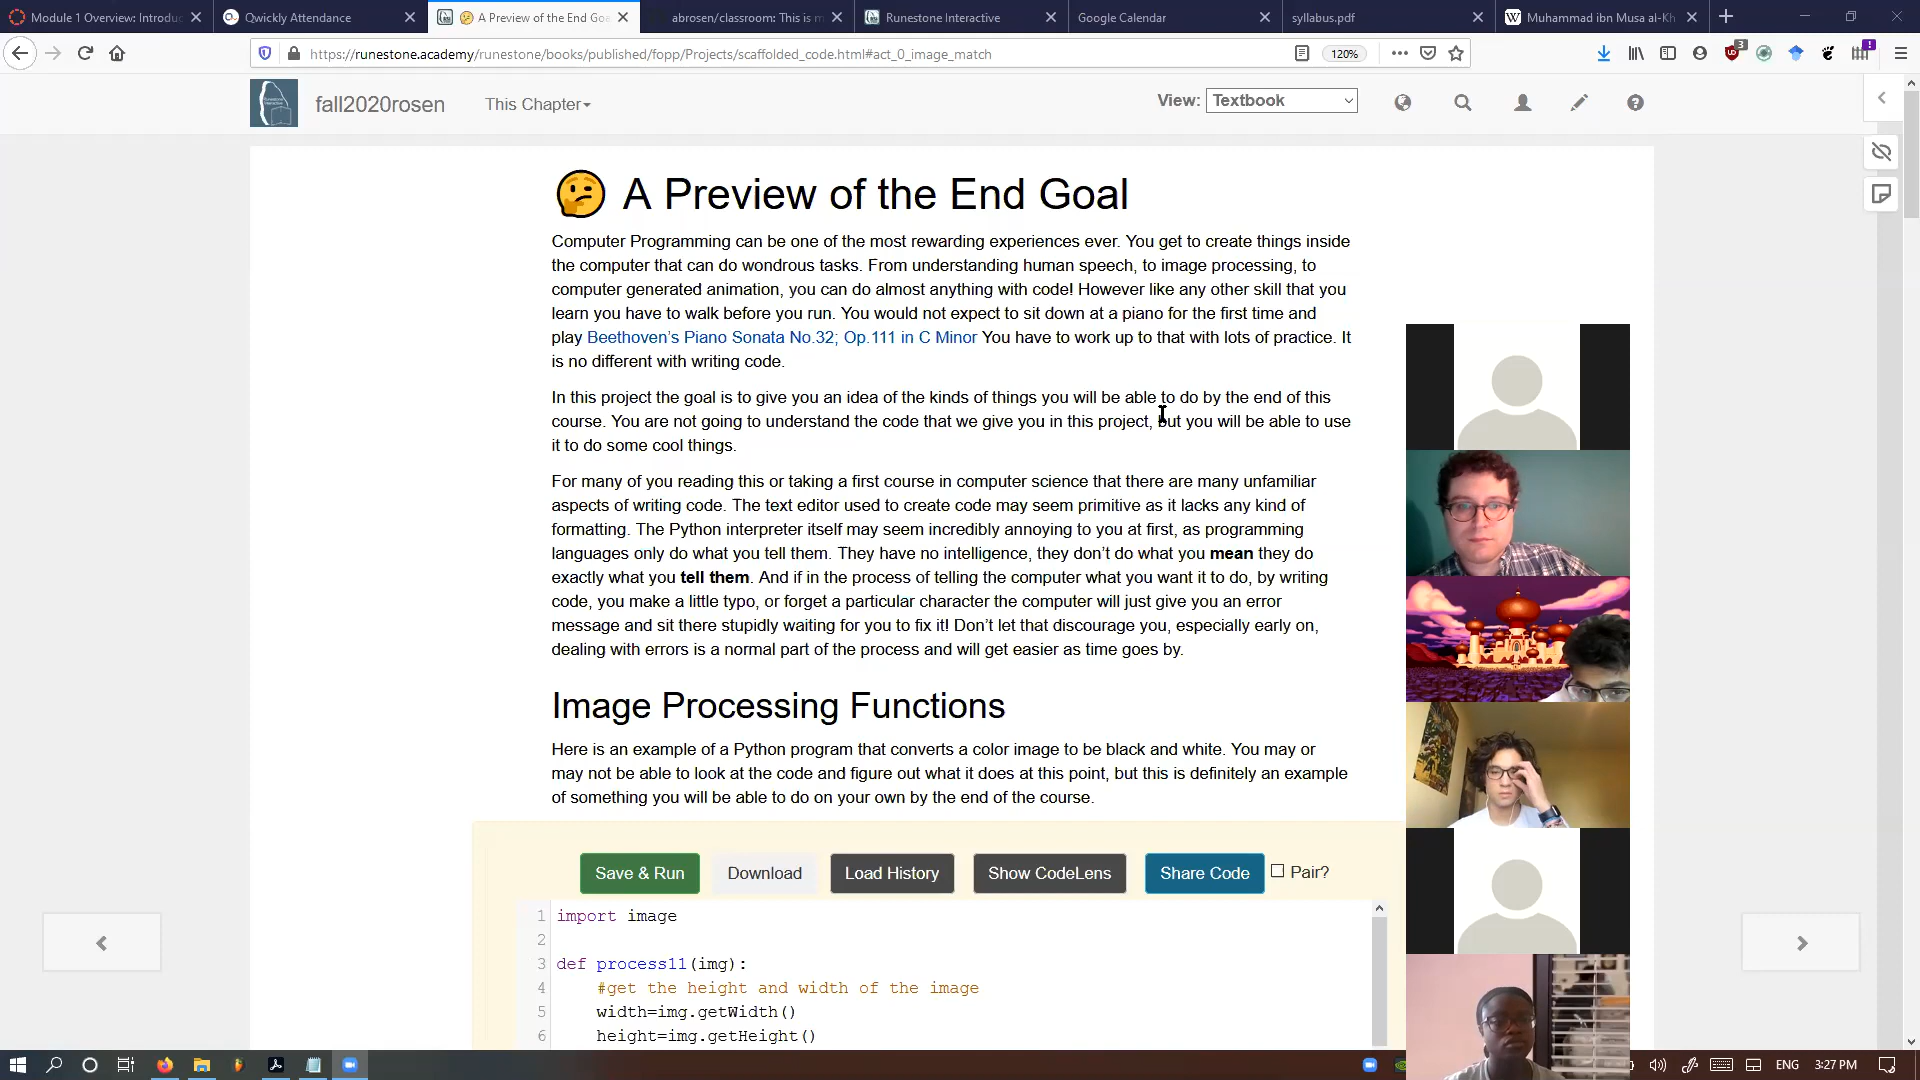 Module 1 Overview: Introduc
Qwickly Attendance
🤔 A Preview of the End Goa
abrosen/classroom: This is m
Runestone Interactive
Google Calendar
syllabus.pdf
W Muhammad ibn Musa al-Kh
https://runestone.academy/runestone/books/published/fopp/Projects/scaffolded_code.html#act_0_image_match
120%
3
1
fall2020rosen
This Chapter
View: Textbook
🤔 A Preview of the End Goal
Computer Programming can be one of the most rewarding experiences ever. You get to create things inside
the computer that can do wondrous tasks. From understanding human speech, to image processing, to
computer generated animation, you can do almost anything with code! However like any other skill that you
learn you have to walk before you run. You would not expect to sit down at a piano for the first time and
play Beethoven's Piano Sonata No.32; Op.111 in C Minor You have to work up to that with lots of practice. It
is no different with writing code.
In this project the goal is to give you an idea of the kinds of things you will be able to do by the end of this
course. You are not going to understand the code that we give you in this project, but you will be able to use
it to do some cool things.
For many of you reading this or taking a first course in computer science that there are many unfamiliar
aspects of writing code. The text editor used to create code may seem primitive as it lacks any kind of
formatting. The Python interpreter itself may seem incredibly annoying to you at first, as programming
languages only do what you tell them. They have no intelligence, they don't do what you mean they do
exactly what you tell them. And if in the process of telling the computer what you want it to do, by writing
code, you make a little typo, or forget a particular character the computer will just give you an error
message and sit there stupidly waiting for you to fix it! Don't let that discourage you, especially early on,
dealing with errors is a normal part of the process and will get easier as time goes by.
Image Processing Functions
Here is an example of a Python program that converts a color image to be black and white. You may or
may not be able to look at the code and figure out what it does at this point, but this is definitely an example
of something you will be able to do on your own by the end of the course.
Save & Run
Download
Load History
Show CodeLens
Share Code
Pair?
1 import image
2
3 def process11(img):
4 #get the height and width of the image
5 width=img.getWidth()
6 height=img.getHeight()
ENG
3:27 PM